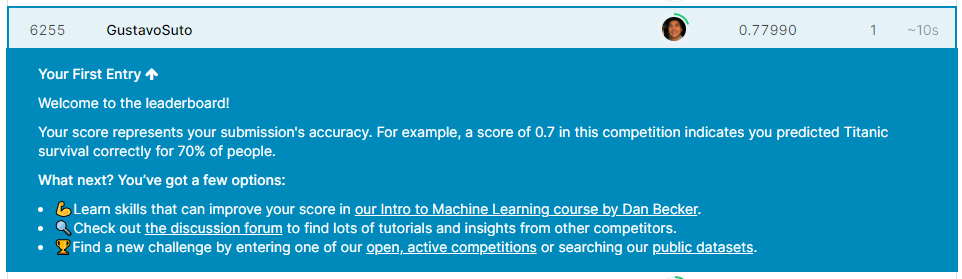 6255 GustavoSuto 0.77990 1 ~10s
Your First Entry ↑
Welcome to the leaderboard!
Your score represents your submission's accuracy. For example, a score of 0.7 in this competition indicates you predicted Titanic
survival correctly for 70% of people.
What next? You've got a few options:
• 💪Learn skills that can improve your score in our Intro to Machine Learning course by Dan Becker.
• 🔍Check out the discussion forum to find lots of tutorials and insights from other competitors.
• 🏆Find a new challenge by entering one of our open, active competitions or searching our public datasets.